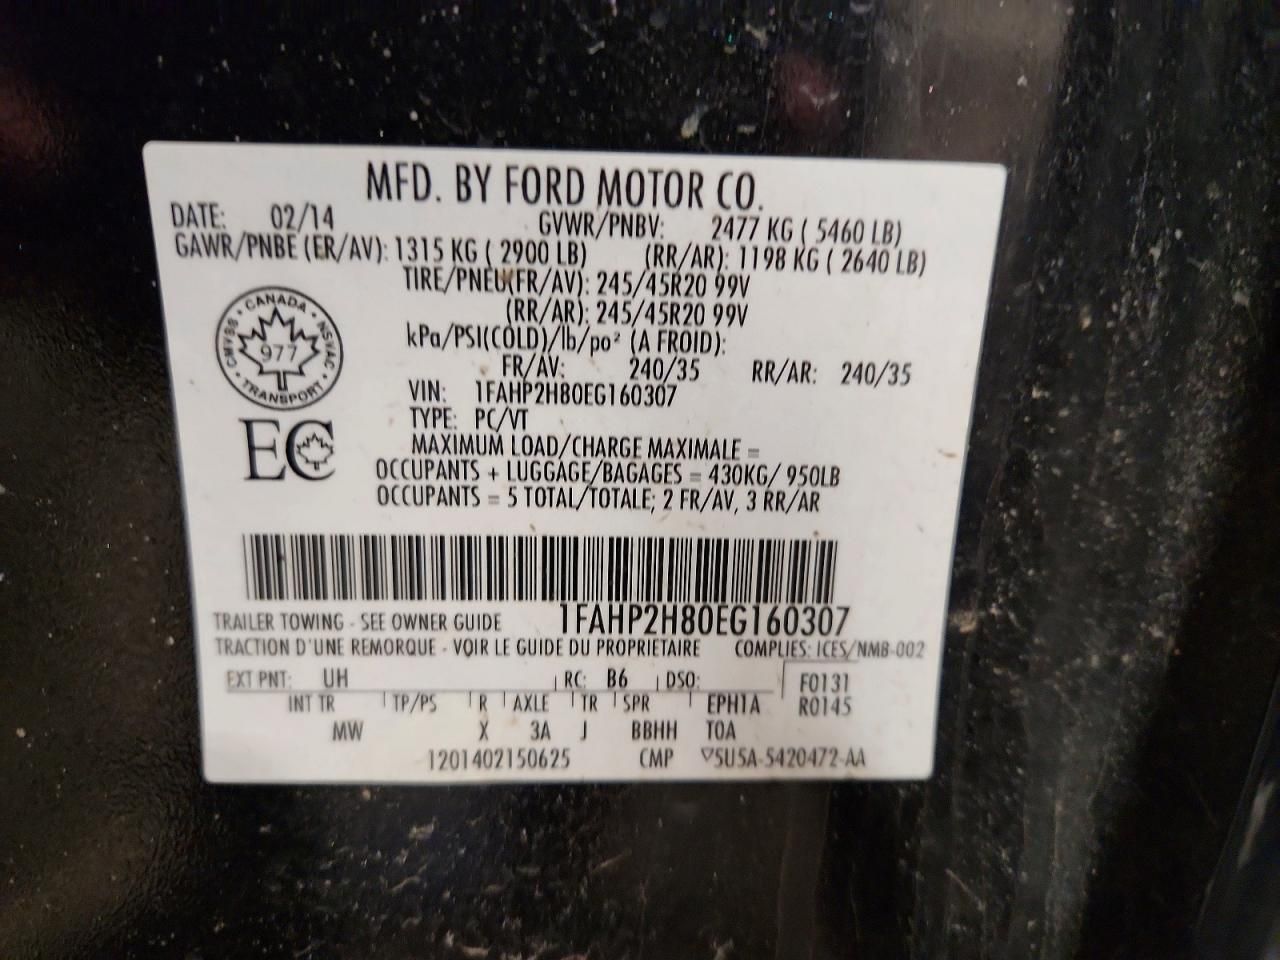 MFD. BY FORD MOTOR CO.
DATE: 02/14 GVWR/PNBV: 2477 KG ( 5460 LB)
GAWR/PNBE (FR/AV): 1315 KG ( 2900 LB) (RR/AR): 1198 KG ( 2640 LB)
TIRE/PNEU(FR/AV): 245/45R20 99V
(RR/AR): 245/45R20 99V
kPa/PSI(COLD)/lb/po² (A FROID):
FR/AV: 240/35 RR/AR: 240/35
CANADA · NSVAC · TRANSPORT · CMVSS
977
VIN: 1FAHP2H80EG160307
TYPE: PC/VT
EC
MAXIMUM LOAD/CHARGE MAXIMALE =
OCCUPANTS + LUGGAGE/BAGAGES = 430KG/ 950LB
OCCUPANTS = 5 TOTAL/TOTALE; 2 FR/AV, 3 RR/AR
TRAILER TOWING - SEE OWNER GUIDE 1FAHP2H80EG160307
TRACTION D'UNE REMORQUE - VOIR LE GUIDE DU PROPRIETAIRE COMPLIES: ICES/NMB-002
EXT PNT: UH RC: B6 DSO: F0131
INT TR TP/PS R AXLE TR SPR EPH1A R0145
MW X 3A J BBHH TOA
1201402150625 CMP ▽5U5A-5420472-AA